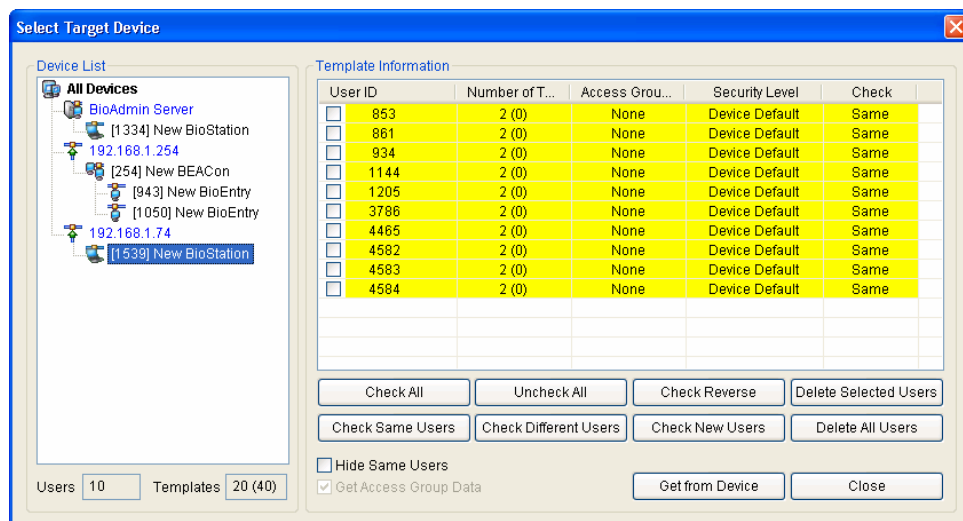 Select Target Device
Device List
All Devices
BioAdmin Server
[1334] New BioStation
192.168.1.254
[254] New BEACon
[943] New BioEntry
[1050] New BioEntry
192.168.1.74
[1539] New BioStation
Users 10 Templates 20 (40)
Template Information
User ID Number of T... Access Grou... Security Level Check
853 2 (0) None Device Default Same
861 2 (0) None Device Default Same
934 2 (0) None Device Default Same
1144 2 (0) None Device Default Same
1205 2 (0) None Device Default Same
3786 2 (0) None Device Default Same
4465 2 (0) None Device Default Same
4582 2 (0) None Device Default Same
4583 2 (0) None Device Default Same
4584 2 (0) None Device Default Same
Check All Uncheck All Check Reverse Delete Selected Users
Check Same Users Check Different Users Check New Users Delete All Users
Hide Same Users
Get Access Group Data
Get from Device Close